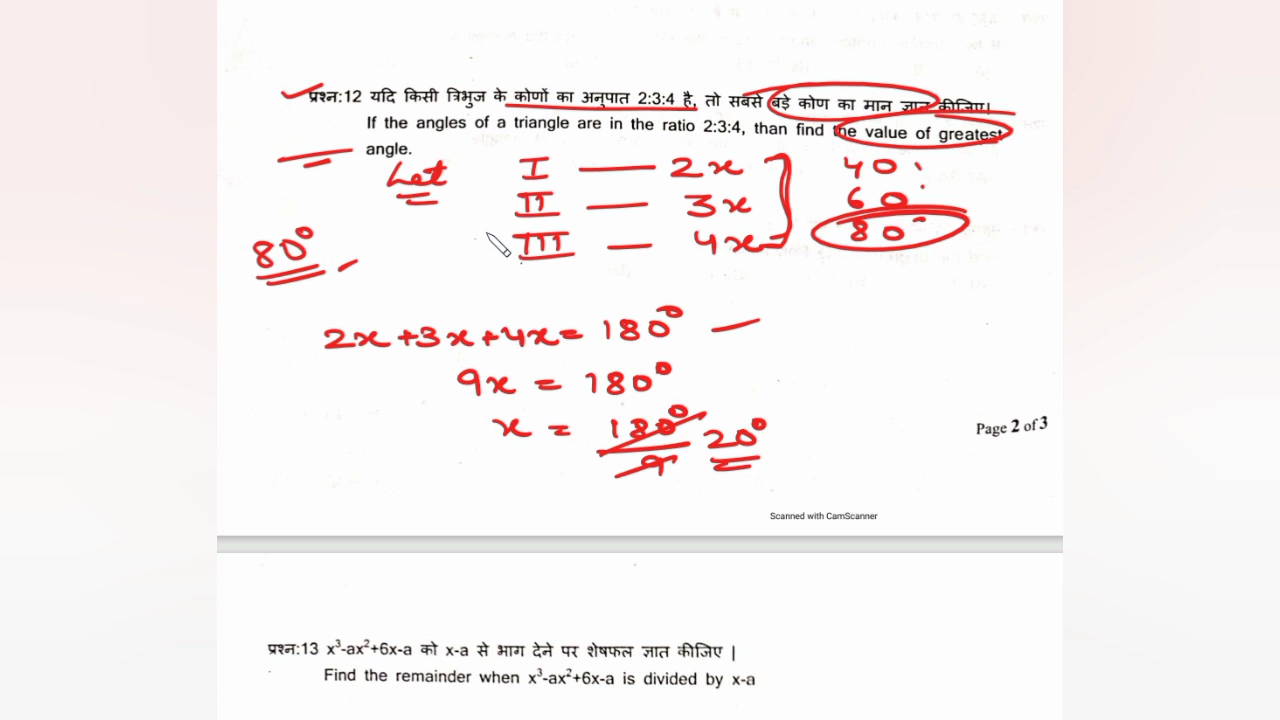 प्रश्न:12 यदि किसी त्रिभुज के कोणों का अनुपात 2:3:4 है, तो सबसे बड़े कोण का मान ज्ञात कीजिए।
If the angles of a triangle are in the ratio 2:3:4, than find the value of greatest
angle.
Let I — 2x 40°
II — 3x 60°
III — 4x 80°
80°
2x+3x+4x= 180°
9x = 180°
x = 180°/9 20°
Page 2 of 3
Scanned with CamScanner
प्रश्न:13 x³-ax²+6x-a को x-a से भाग देने पर शेषफल ज्ञात कीजिए |
Find the remainder when x³-ax²+6x-a is divided by x-a